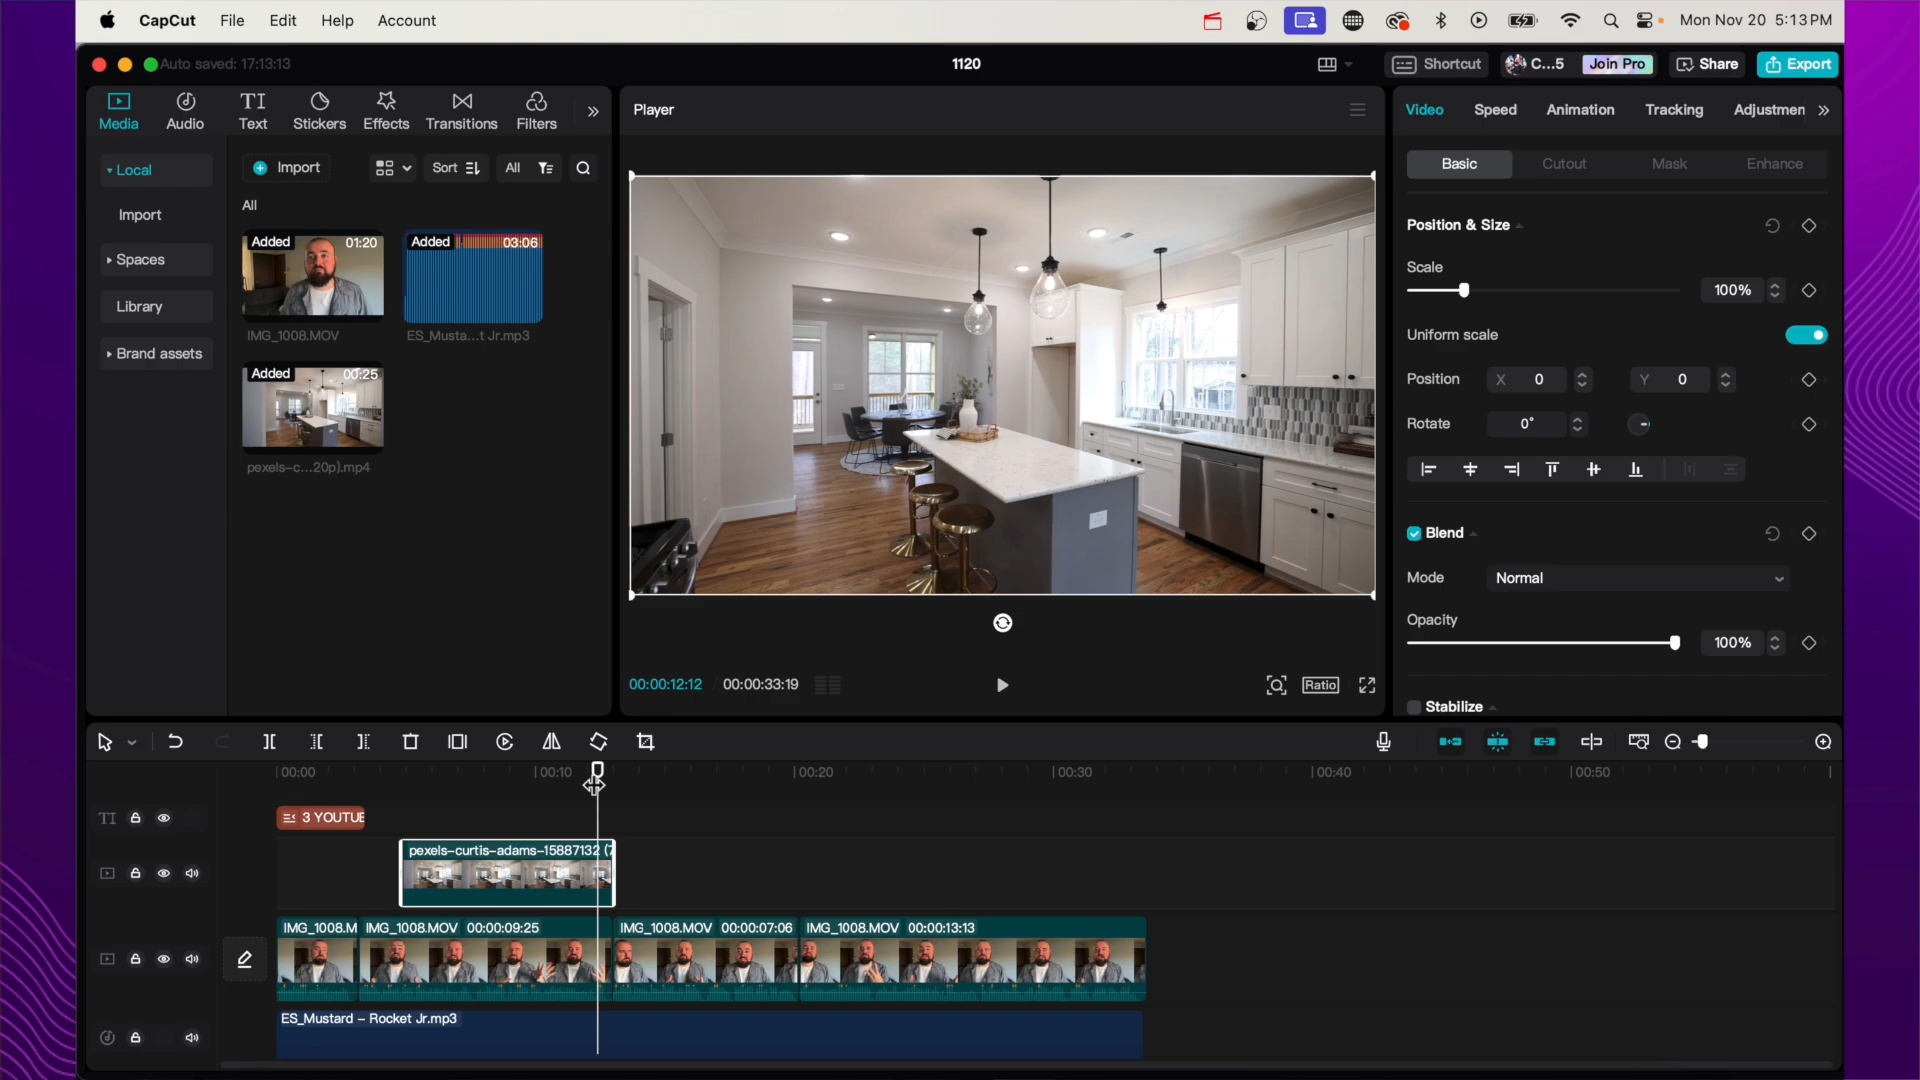 CapCut File Edit Help Account
Mon Nov 20 5:13 PM
Auto saved: 17:13:13
1120
Shortcut
C...5
Join Pro
Share
Export
Media
Audio
Text
Stickers
Effects
Transitions
Filters
Local
Import
Spaces
Library
Brand assets
Import
Sort
All
All
Added 01:20
IMG_1008.MOV
Added 03:06
ES_Musta...t Jr.mp3
Added 00:25
pexels-c...20p).mp4
Player
00:00:12:12 00:00:33:19
Ratio
Video Speed Animation Tracking Adjustmen
Basic Cutout Mask Enhance
Position & Size
Scale
100%
Uniform scale
Position X 0 Y 0
Rotate 0°
Blend
Mode Normal
Opacity
100%
Stabilize
00:00 00:10 00:20 00:30 00:40 00:50
TI
3 YOUTUE
pexels-curtis-adams-15887132 (7
IMG_1008.M
IMG_1008.MOV 00:00:09:25
IMG_1008.MOV 00:00:07:06
IMG_1008.MOV 00:00:13:13
ES_Mustard - Rocket Jr.mp3